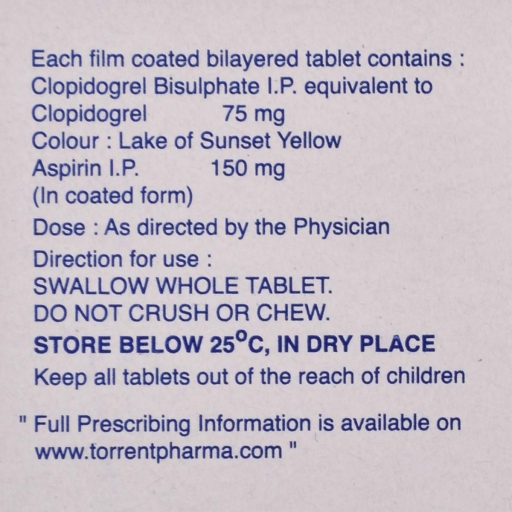 Each film coated bilayered tablet contains :
Clopidogrel Bisulphate I.P. equivalent to
Clopidogrel 75 mg
Colour : Lake of Sunset Yellow
Aspirin I.P. 150 mg
(In coated form)
Dose : As directed by the Physician
Direction for use :
SWALLOW WHOLE TABLET.
DO NOT CRUSH OR CHEW.
STORE BELOW 25ºC, IN DRY PLACE
Keep all tablets out of the reach of children
" Full Prescribing Information is available on
www.torrentpharma.com "